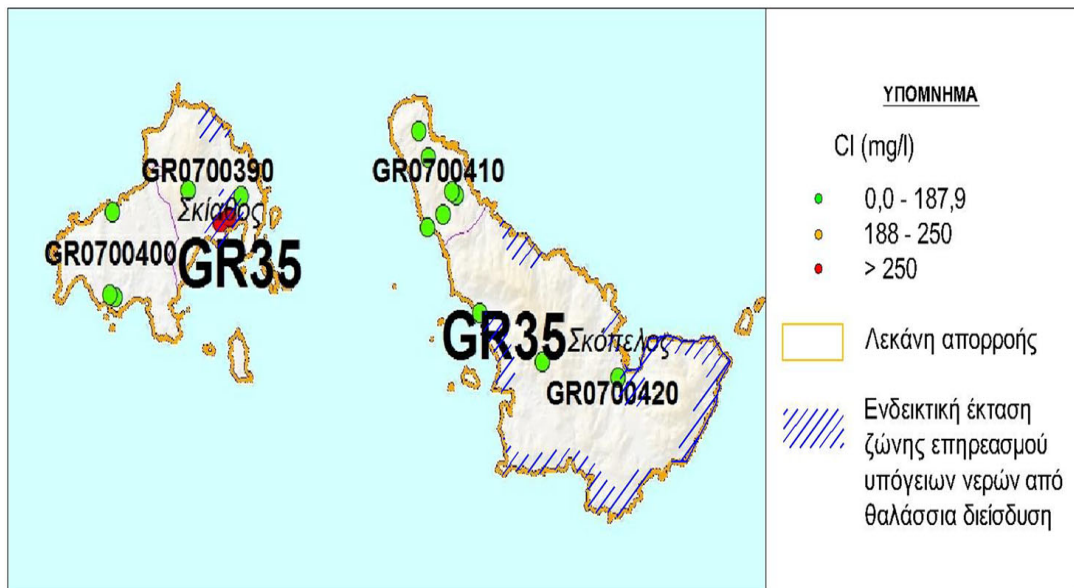 GR0700390
Σκίαθος
GR0700400
GR35
GR0700410
GR35
Σκόπελος
GR0700420
ΥΠΟΜΝΗΜΑ
Cl (mg/l)
0,0 - 187,9
188 - 250
> 250
Λεκάνη απορροής
Ενδεικτική έκταση
ζώνης επηρεασμού
υπόγειων νερών από
θαλάσσια διείσδυση